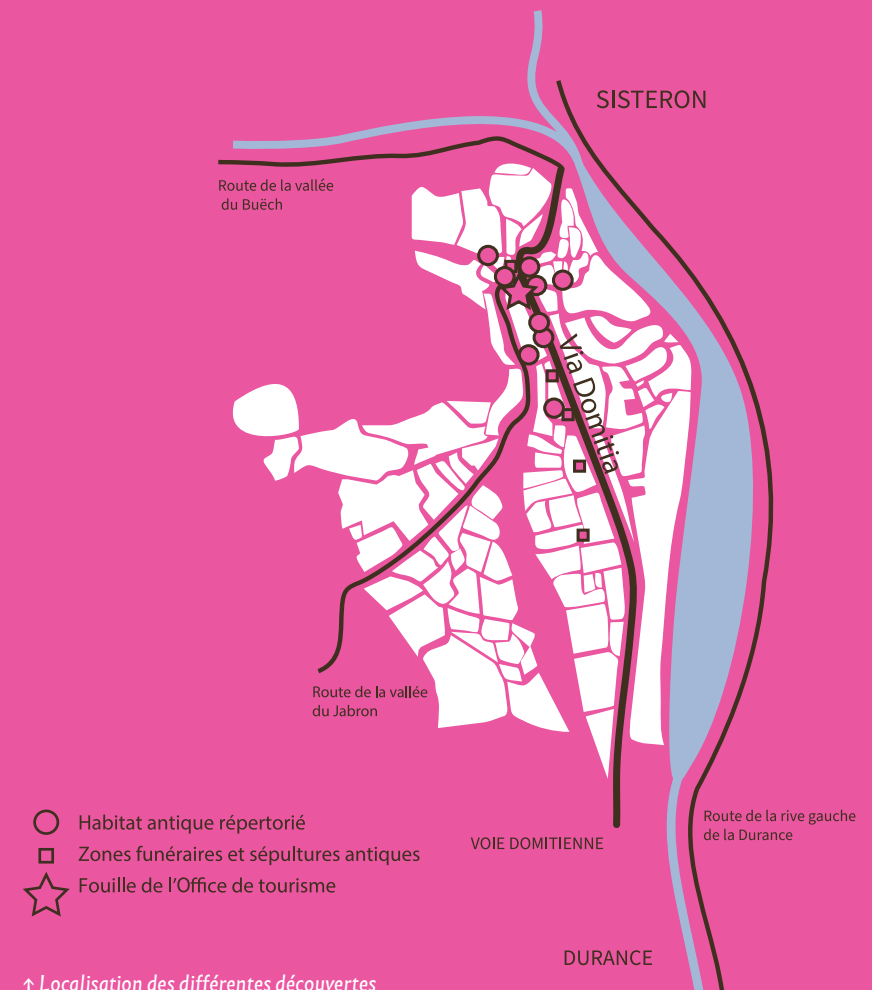 SISTERON
Route de la vallée
du Buëch
Via Domitia
Route de la vallée
du Jabron
Habitat antique répertorié
Zones funéraires et sépultures antiques
Fouille de l'Office de tourisme
VOIE DOMITIENNE
Route de la rive gauche
de la Durance
DURANCE
↑ Localisation des différentes découvertes